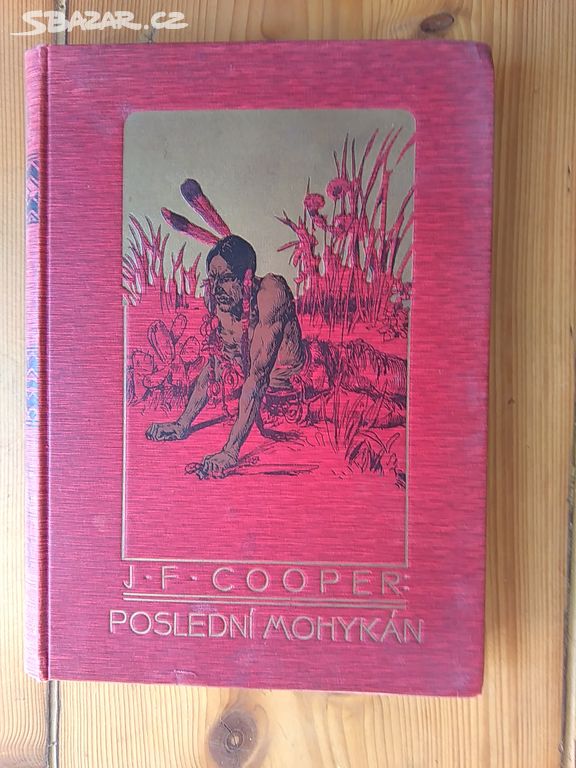 SBAZAR.CZ
J·F·COOPER:
POSLEDNÍ MOHYKÁN